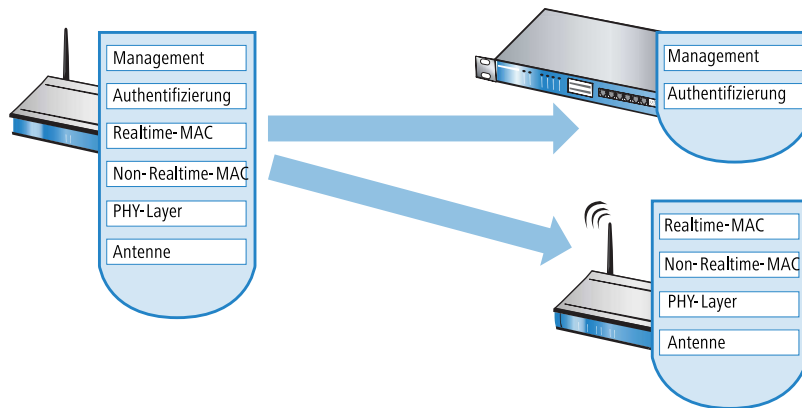 Management
Authentifizierung
Realtime-MAC
Non-Realtime-MAC
PHY-Layer
Antenne
Management
Authentifizierung
Realtime-MAC
Non-Realtime-MAC
PHY-Layer
Antenne